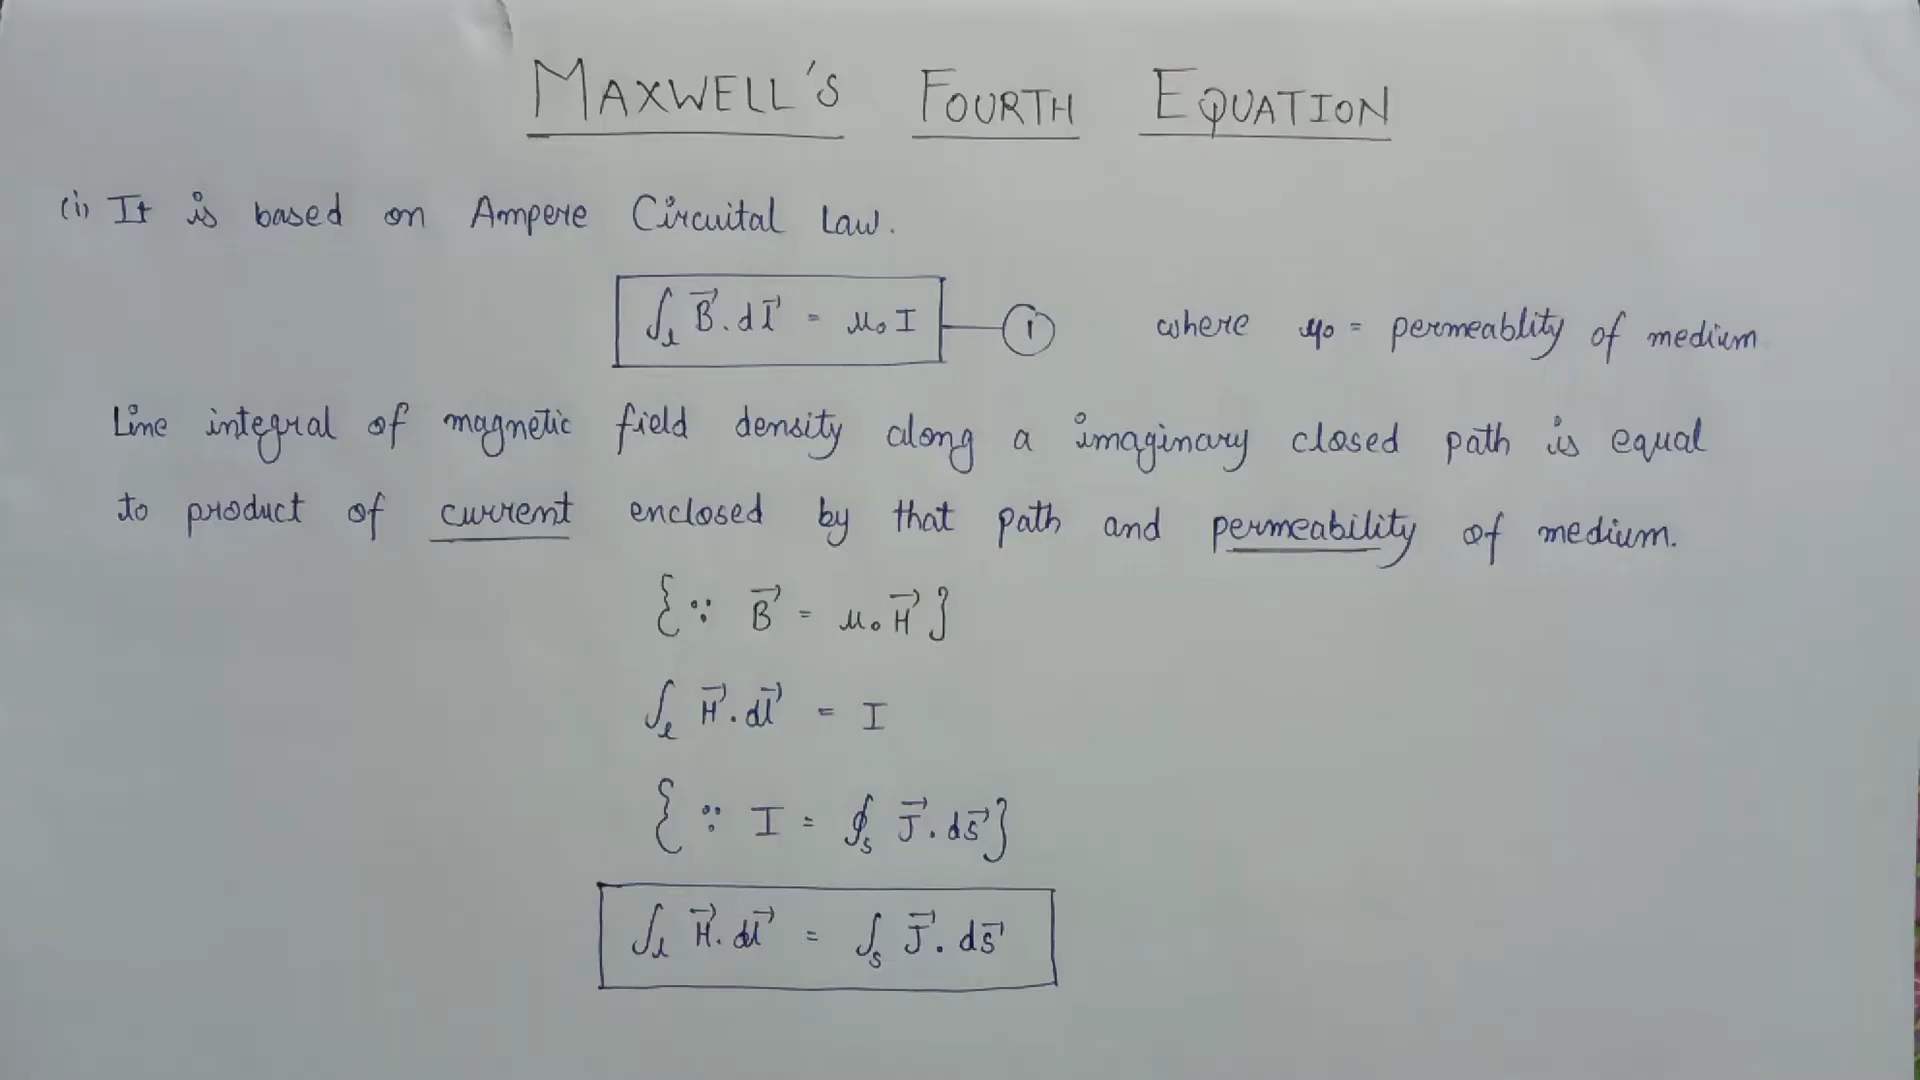 MAXWELL'S FOURTH EQUATION
(i) It is based on Ampere Circuital Law.
∫ₗ B⃗.dl⃗ = μ₀I — ① where μ₀ = permeablity of medium
Line integral of magnetic field density along a imaginary closed path is equal
to product of current enclosed by that path and permeability of medium.
{∵ B⃗ = μ₀H⃗}
∫ₗ H⃗.dl⃗ = I
{∵ I = ∮ₛ J⃗.ds⃗}
∫ₗ H⃗.dl⃗ = ∫ₛ J⃗.ds⃗